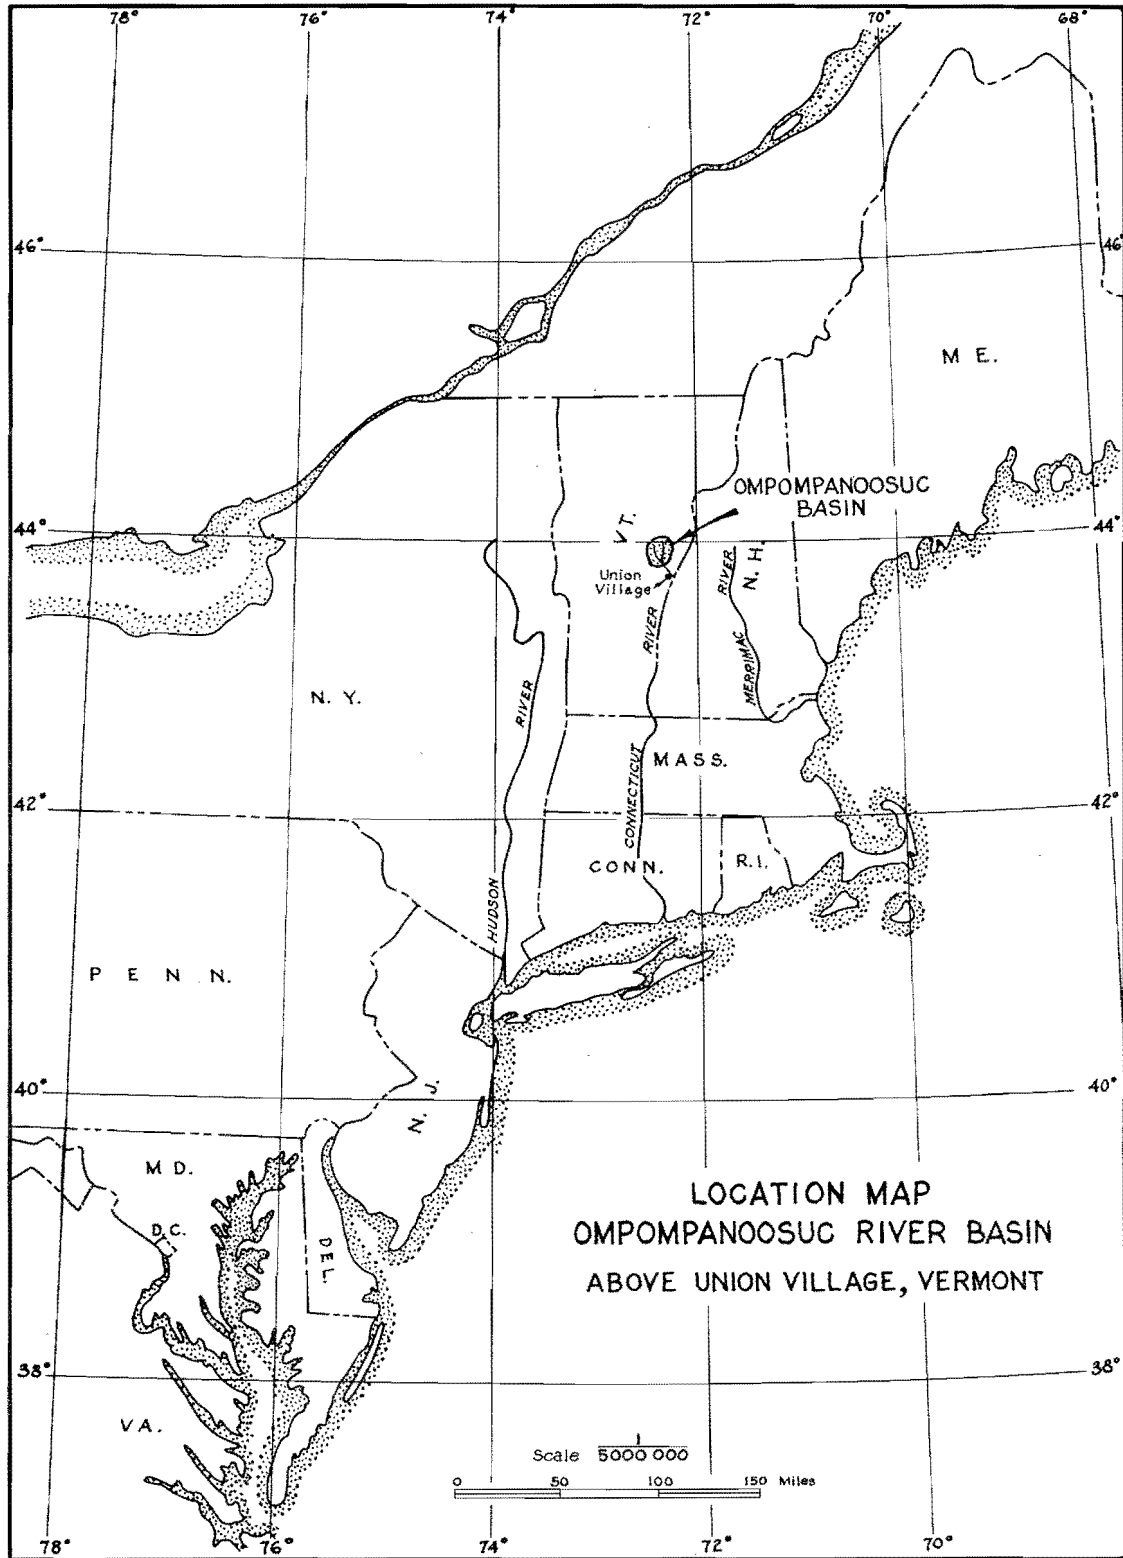 78° 76° 74° 72° 70° 68°
46° 46°
M E.
OMPOMPANOOSUC
BASIN
44° 44°
VT.
N. H.
Union
Village
RIVER
MERRIMAC
RIVER
CONNECTICUT
N. Y.
RIVER
HUDSON
MASS.
42° 42°
CONN.
R. I.
P E N N.
40° 40°
N. J.
M D.
D. C.
DEL.
LOCATION MAP
OMPOMPANOOSUC RIVER BASIN
ABOVE UNION VILLAGE, VERMONT
38° 38°
V A.
Scale 1/5000 000
0 50 100 150 Miles
78° 76° 74° 72° 70°